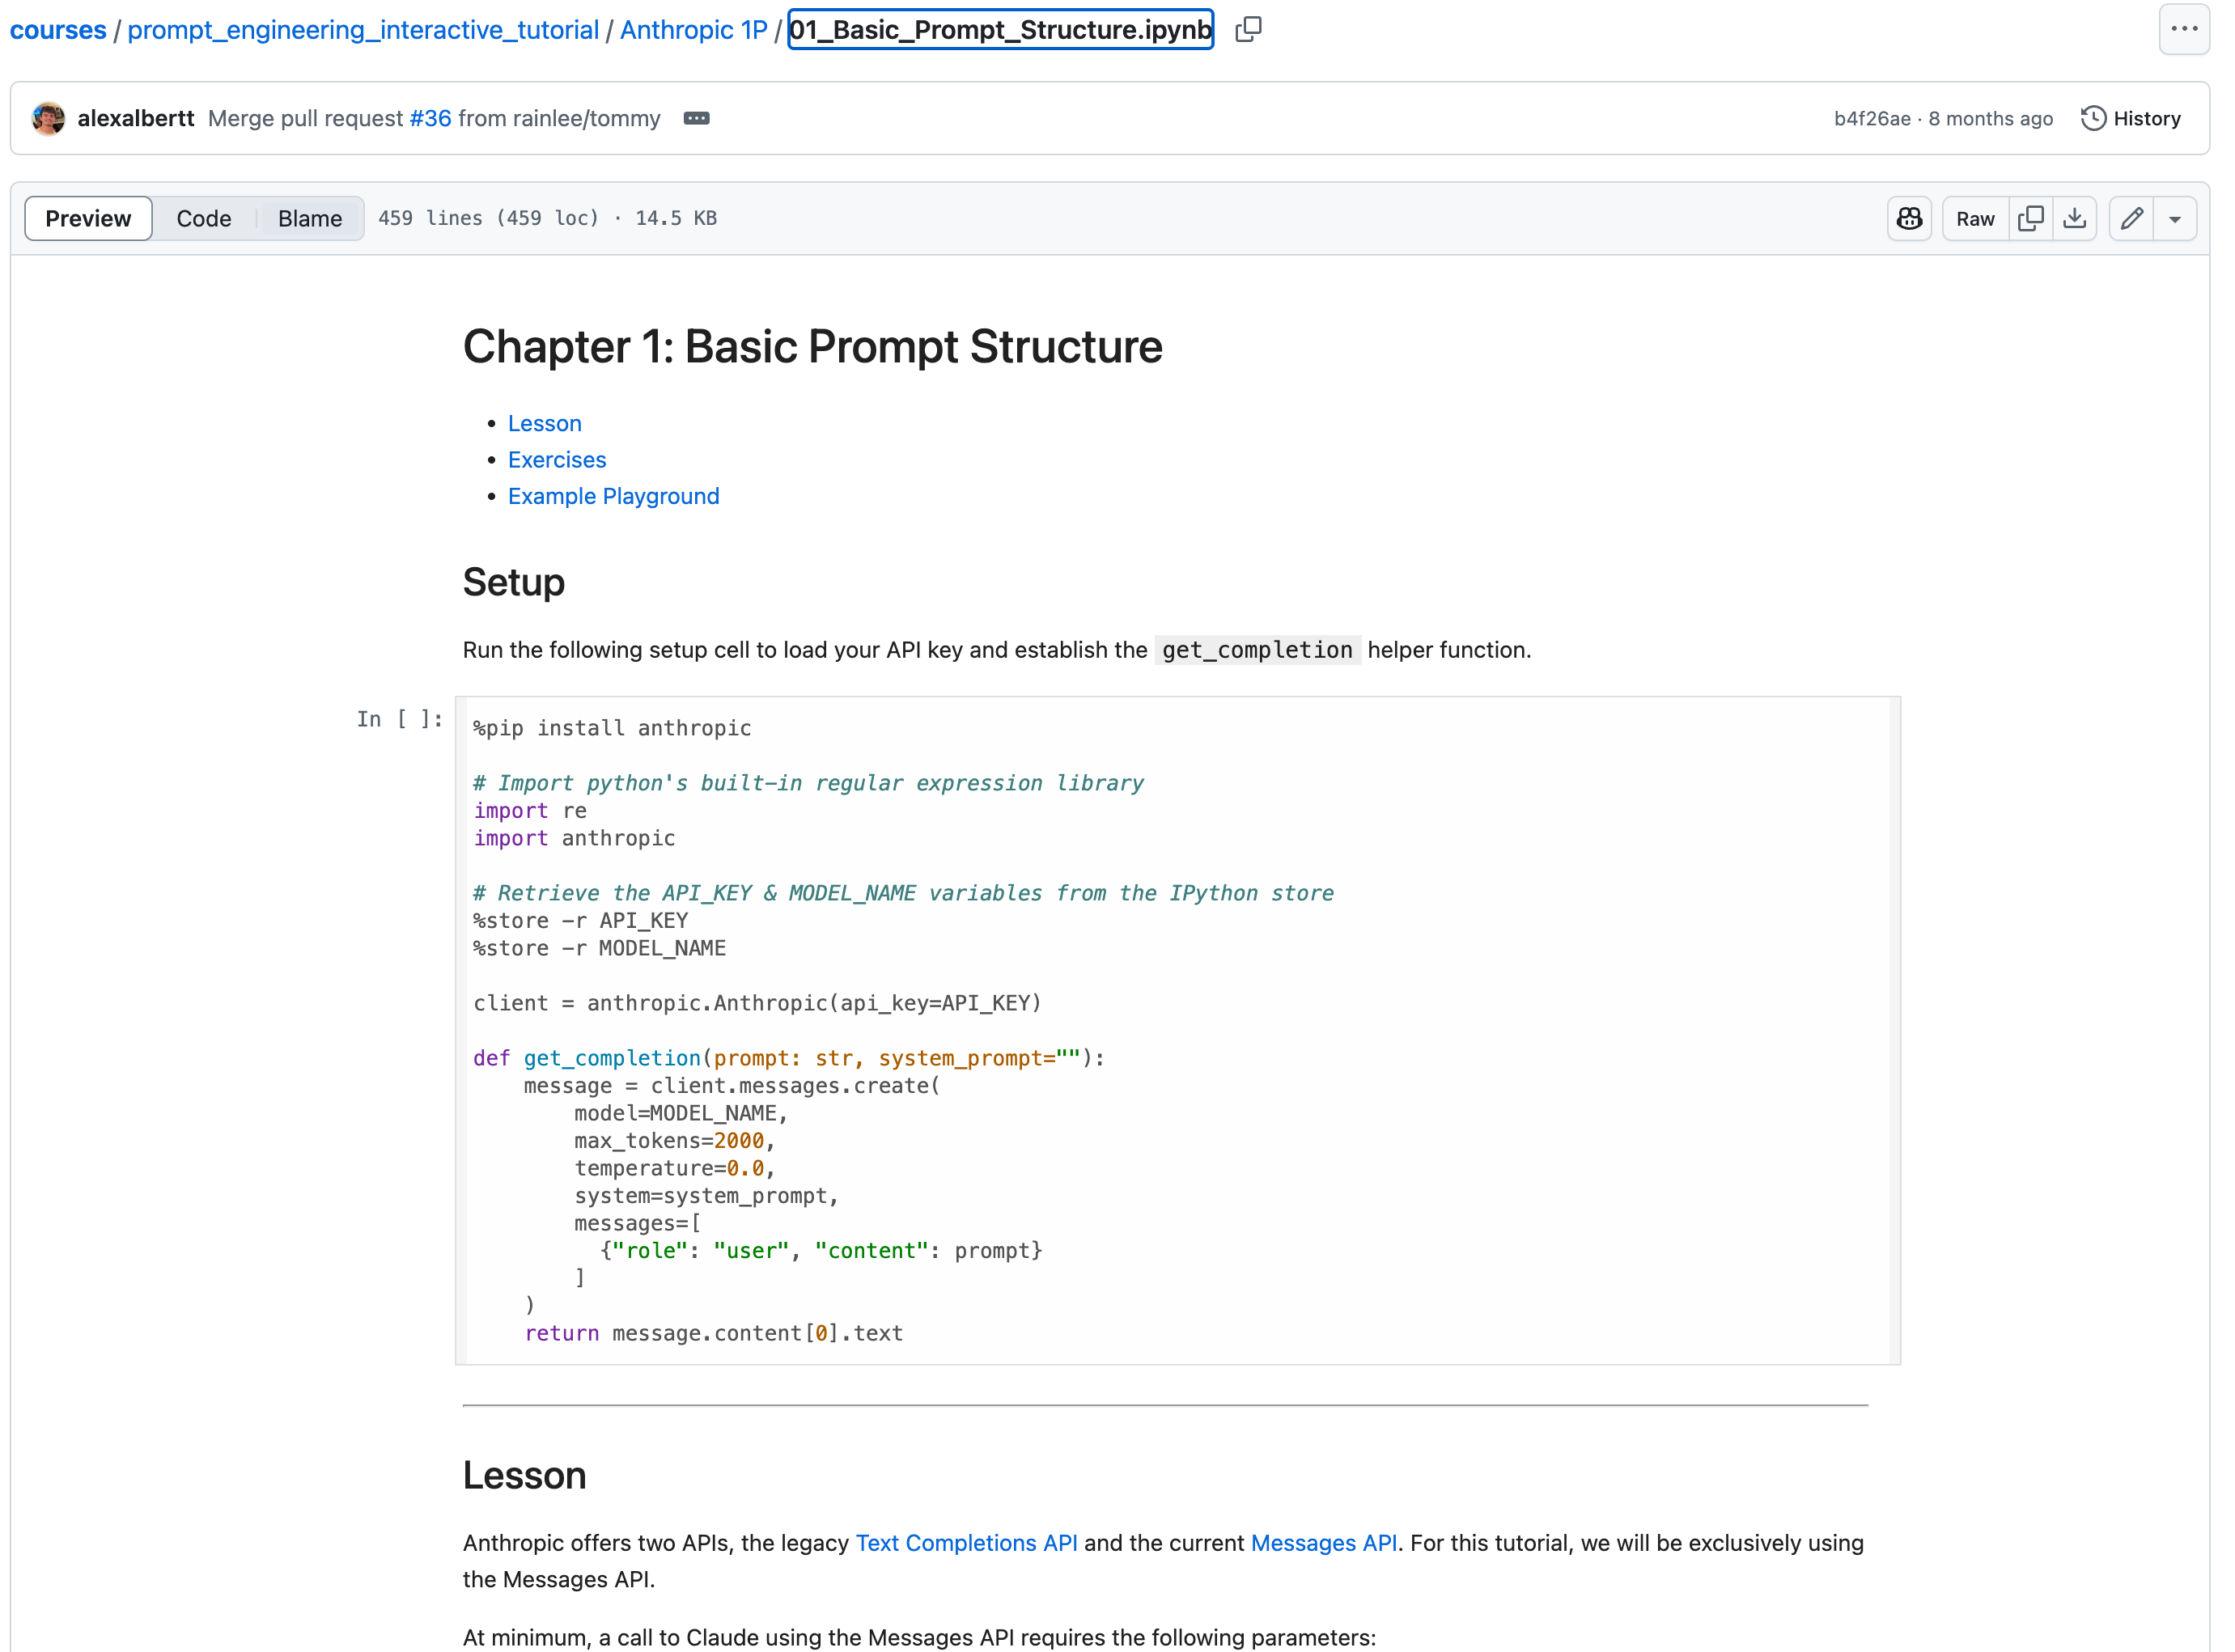 courses / prompt_engineering_interactive_tutorial / Anthropic 1P / 01_Basic_Prompt_Structure.ipynb
alexalbertt Merge pull request #36 from rainlee/tommy
b4f26ae · 8 months ago History
Preview Code Blame 459 lines (459 loc) · 14.5 KB
Raw
Chapter 1: Basic Prompt Structure
• Lesson
• Exercises
• Example Playground
Setup
Run the following setup cell to load your API key and establish the get_completion helper function.
In [ ]:
%pip install anthropic
# Import python's built-in regular expression library
import re
import anthropic
# Retrieve the API_KEY & MODEL_NAME variables from the IPython store
%store -r API_KEY
%store -r MODEL_NAME
client = anthropic.Anthropic(api_key=API_KEY)
def get_completion(prompt: str, system_prompt=""):
    message = client.messages.create(
        model=MODEL_NAME,
        max_tokens=2000,
        temperature=0.0,
        system=system_prompt,
        messages=[
          {"role": "user", "content": prompt}
        ]
    )
    return message.content[0].text
Lesson
Anthropic offers two APIs, the legacy Text Completions API and the current Messages API. For this tutorial, we will be exclusively using
the Messages API.
At minimum, a call to Claude using the Messages API requires the following parameters: